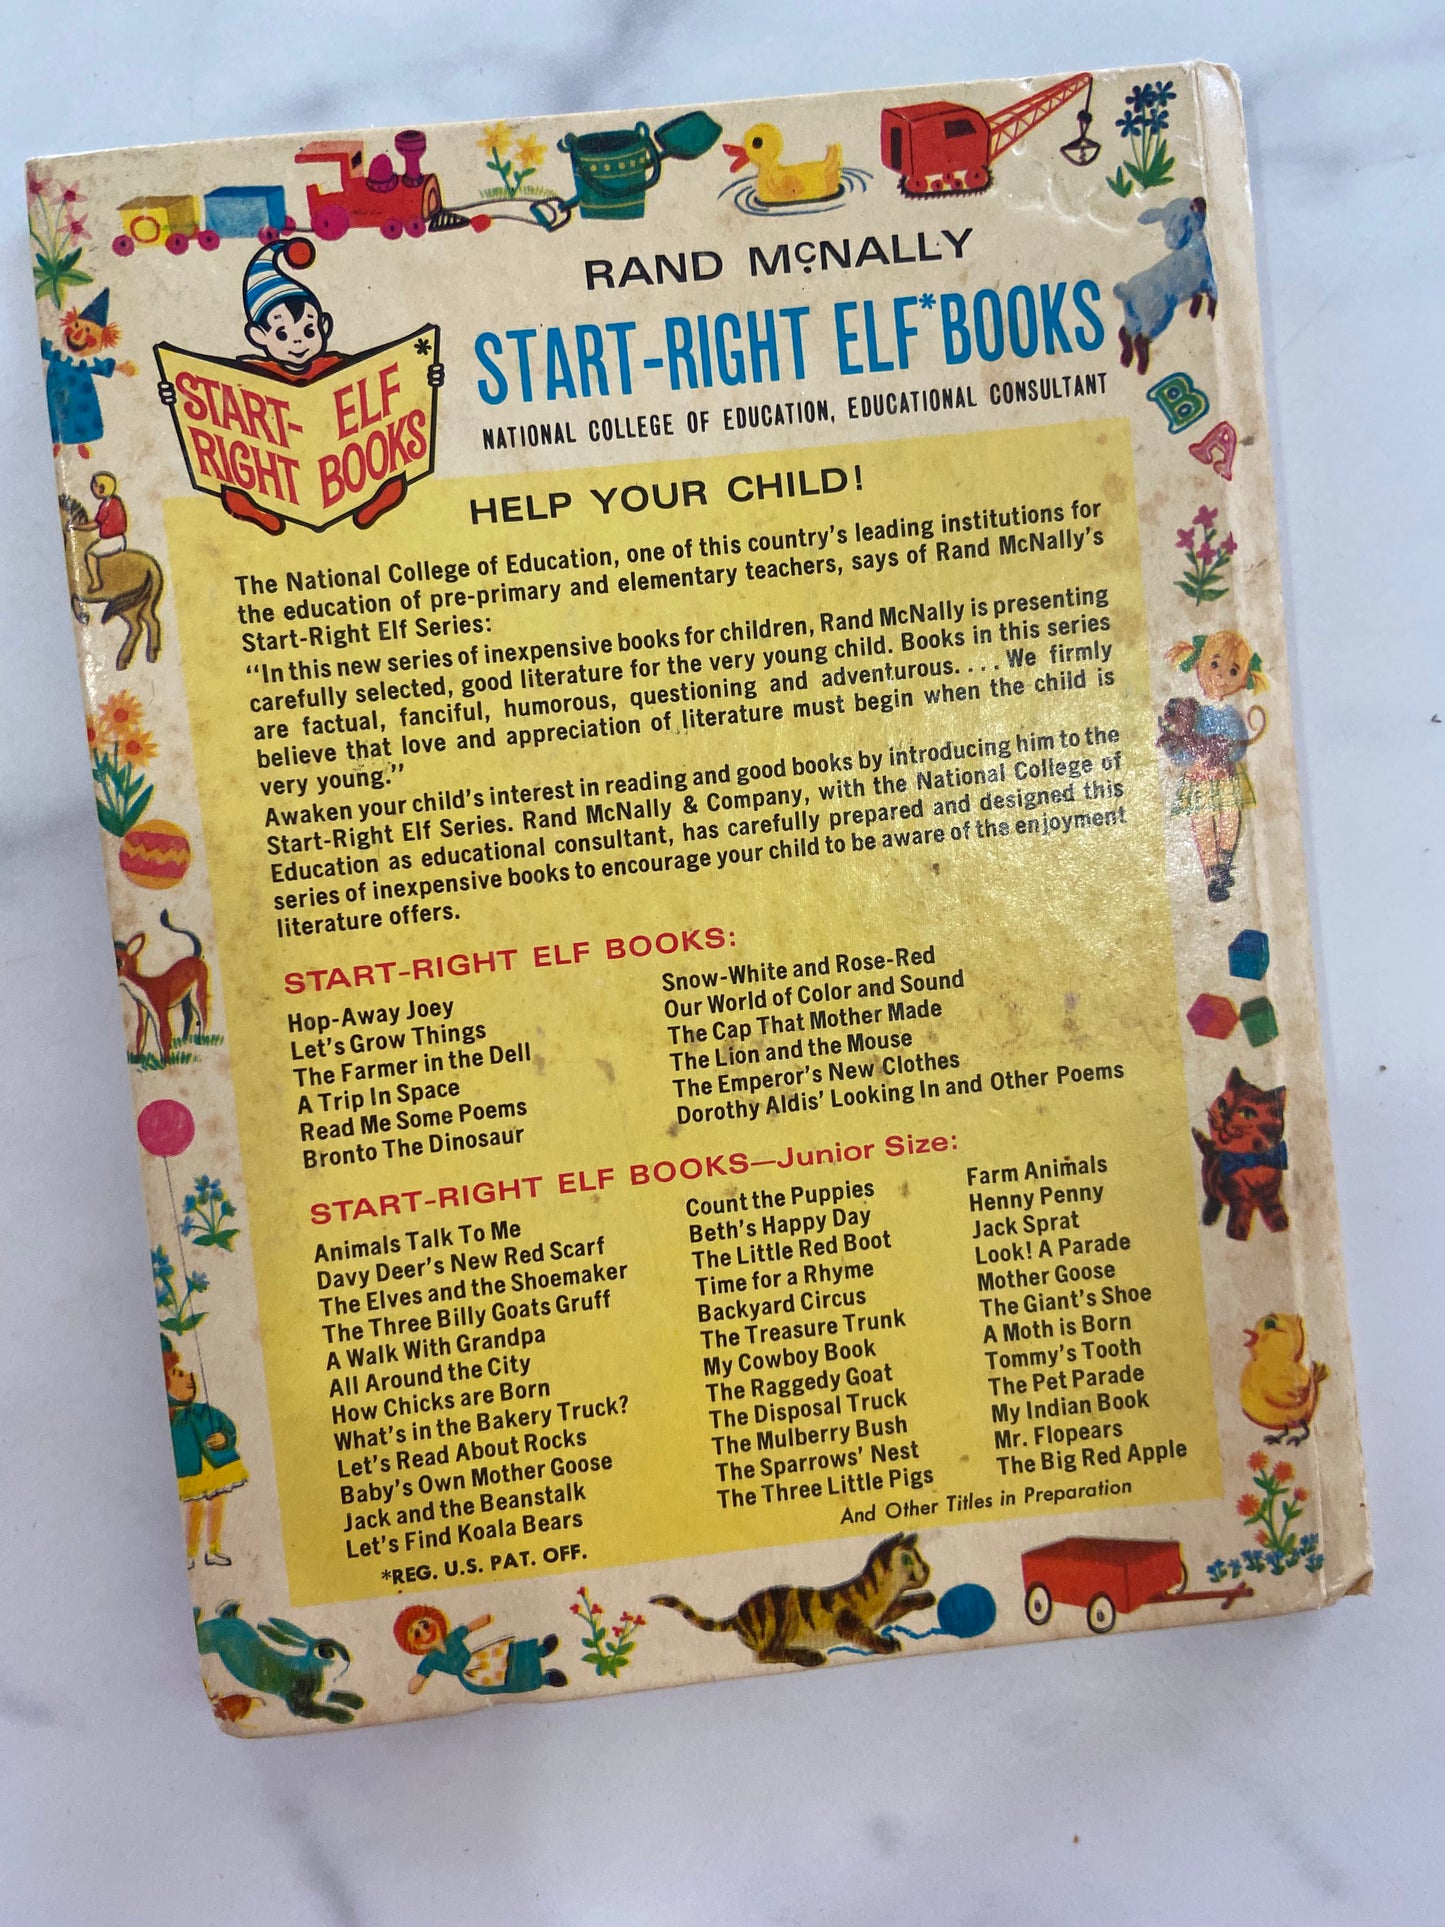 RAND McNALLY
START-RIGHT ELF* BOOKS
NATIONAL COLLEGE OF EDUCATION, EDUCATIONAL CONSULTANT
*
START- ELF
RIGHT BOOKS
B
A
HELP YOUR CHILD!
The National College of Education, one of this country's leading institutions for
the education of pre-primary and elementary teachers, says of Rand McNally's
Start-Right Elf Series:
"In this new series of inexpensive books for children, Rand McNally is presenting
carefully selected, good literature for the very young child. Books in this series
are factual, fanciful, humorous, questioning and adventurous. . . . We firmly
believe that love and appreciation of literature must begin when the child is
very young."
Awaken your child's interest in reading and good books by introducing him to the
Start-Right Elf Series. Rand McNally & Company, with the National College of
Education as educational consultant, has carefully prepared and designed this
series of inexpensive books to encourage your child to be aware of the enjoyment
literature offers.
START-RIGHT ELF BOOKS:
Hop-Away Joey
Let's Grow Things
The Farmer in the Dell
A Trip In Space
Read Me Some Poems
Bronto The Dinosaur
Snow-White and Rose-Red
Our World of Color and Sound
The Cap That Mother Made
The Lion and the Mouse
The Emperor's New Clothes
Dorothy Aldis' Looking In and Other Poems
START-RIGHT ELF BOOKS—Junior Size:
Animals Talk To Me
Davy Deer's New Red Scarf
The Elves and the Shoemaker
The Three Billy Goats Gruff
A Walk With Grandpa
All Around the City
How Chicks are Born
What's in the Bakery Truck?
Let's Read About Rocks
Baby's Own Mother Goose
Jack and the Beanstalk
Let's Find Koala Bears
Count the Puppies
Beth's Happy Day
The Little Red Boot
Time for a Rhyme
Backyard Circus
The Treasure Trunk
My Cowboy Book
The Raggedy Goat
The Disposal Truck
The Mulberry Bush
The Sparrows' Nest
The Three Little Pigs
Farm Animals
Henny Penny
Jack Sprat
Look! A Parade
Mother Goose
The Giant's Shoe
A Moth is Born
Tommy's Tooth
The Pet Parade
My Indian Book
Mr. Flopears
The Big Red Apple
And Other Titles in Preparation
*REG. U.S. PAT. OFF.